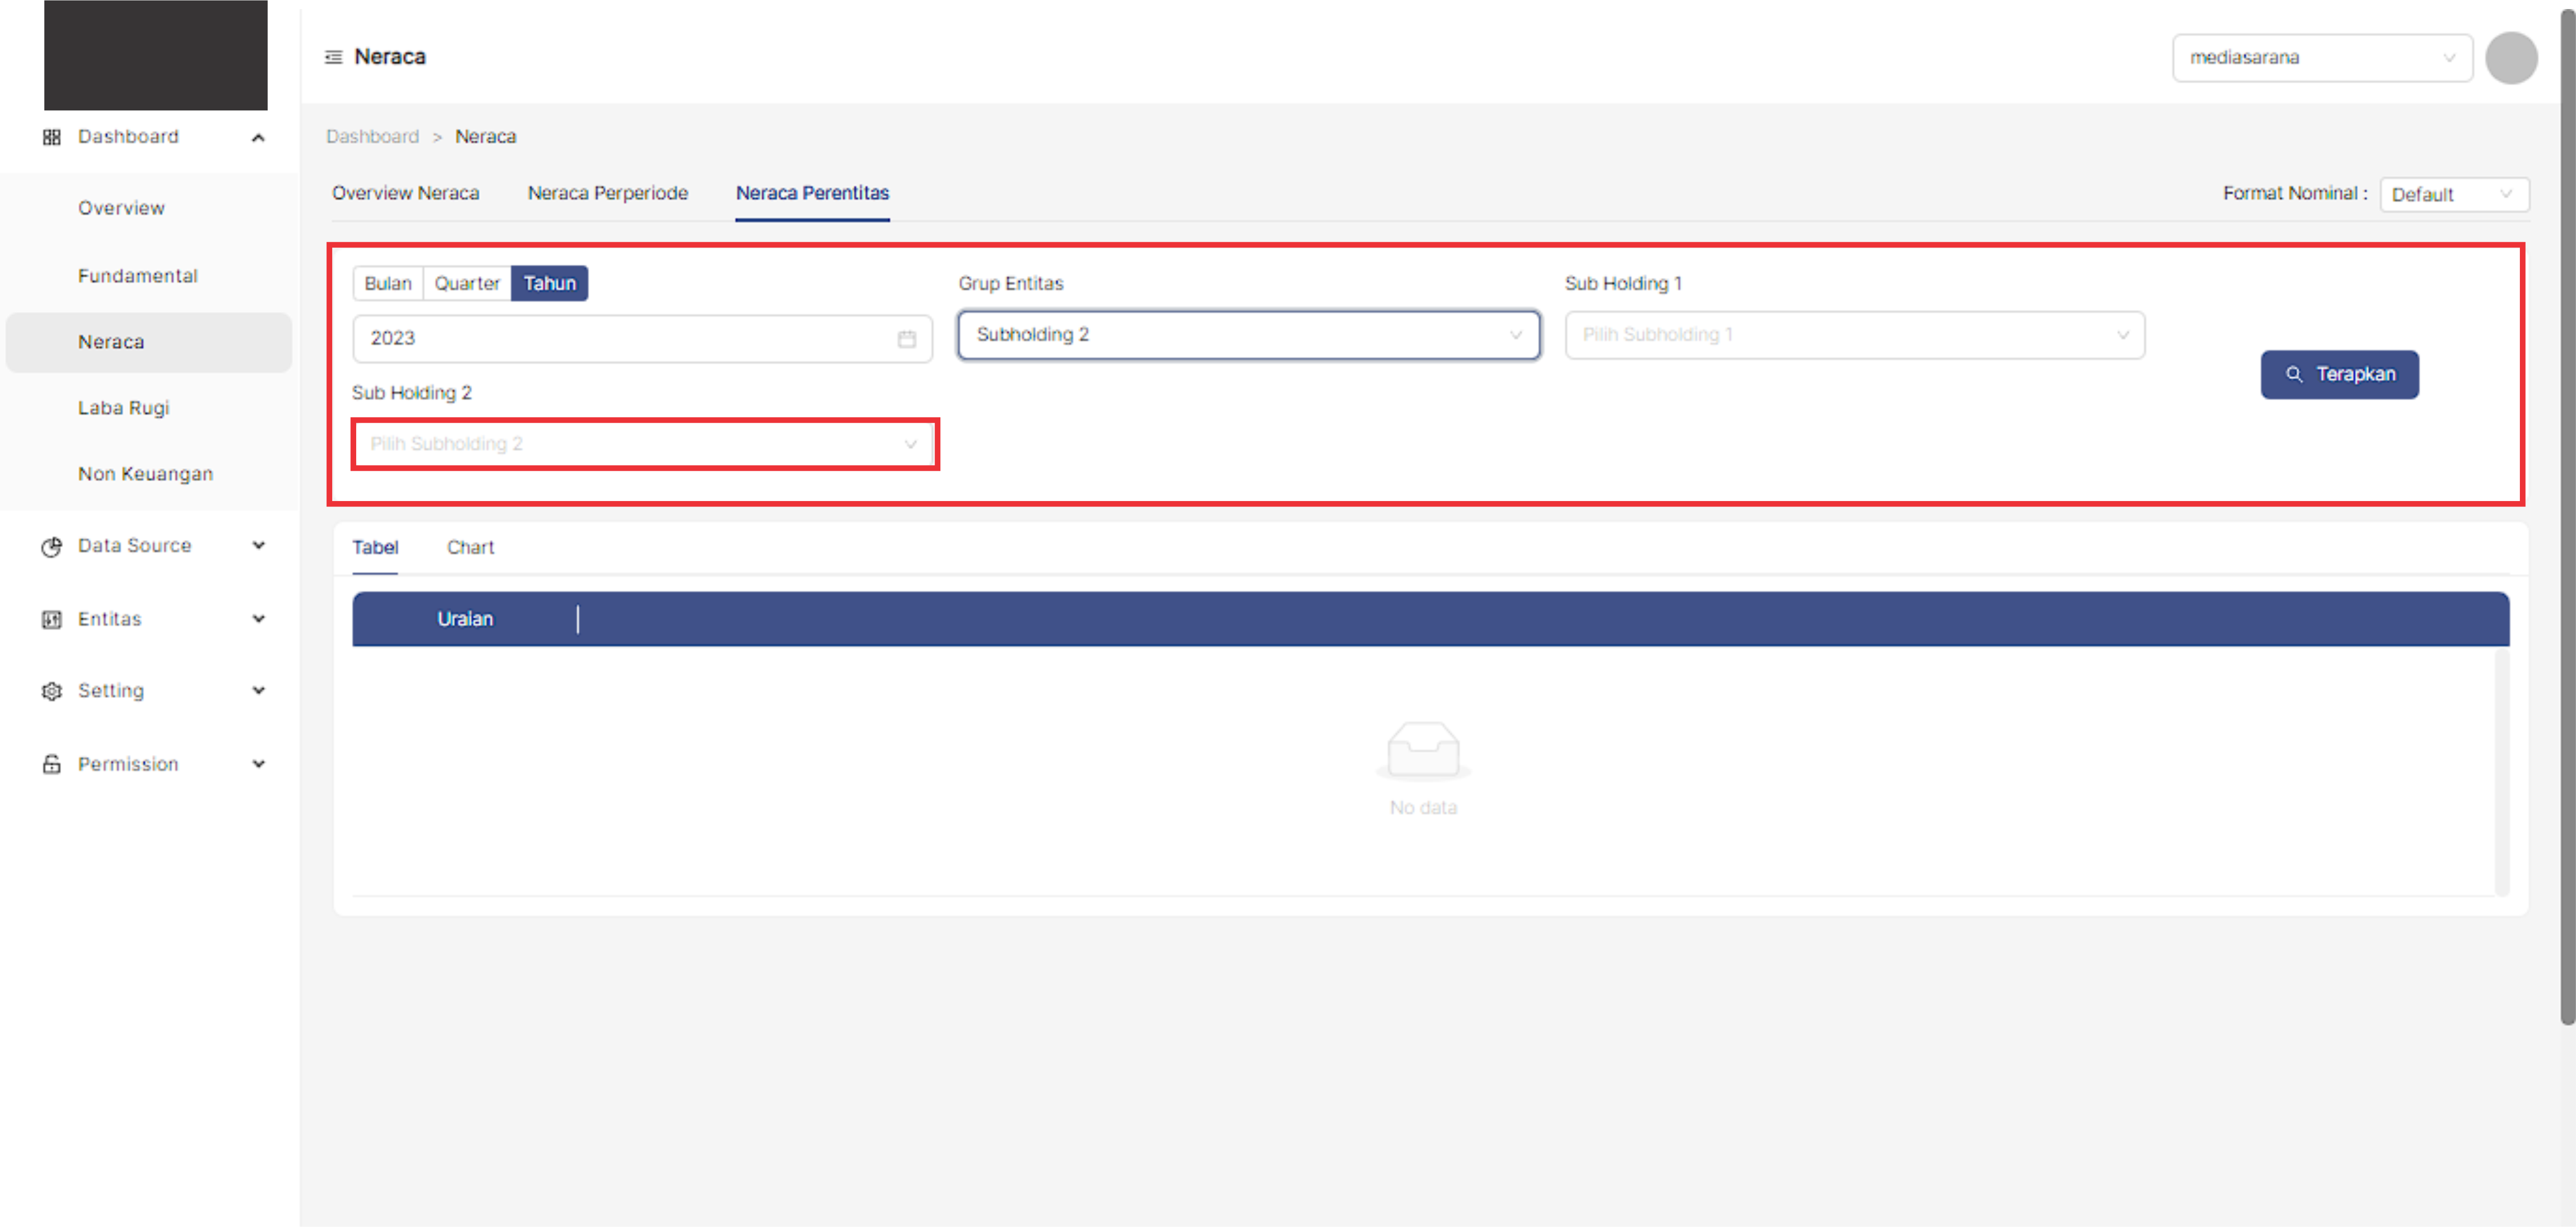 Neraca
mediasarana
Dashboard
Overview
Fundamental
Neraca
Laba Rugi
Non Keuangan
Data Source
Entitas
Setting
Permission
Dashboard > Neraca
Overview Neraca
Neraca Perperiode
Neraca Perentitas
Format Nominal :
Default
Bulan
Quarter
Tahun
2023
Grup Entitas
Subholding 2
Sub Holding 1
Pilih Subholding 1
Terapkan
Sub Holding 2
Pilih Subholding 2
Tabel
Chart
Uraian
No data